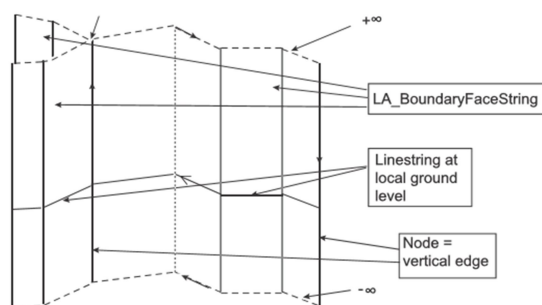 +∞
LA_BoundaryFaceString
Linestring at
local ground
level
Node =
vertical edge
-∞